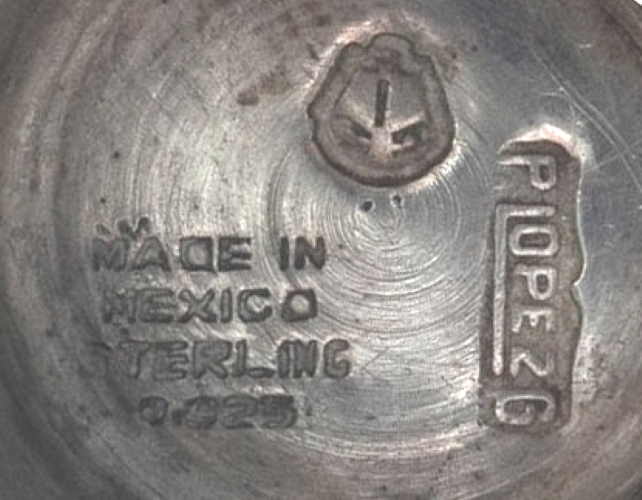 MADE IN
MEXICO
STERLING
0.925
P LOPEZ G